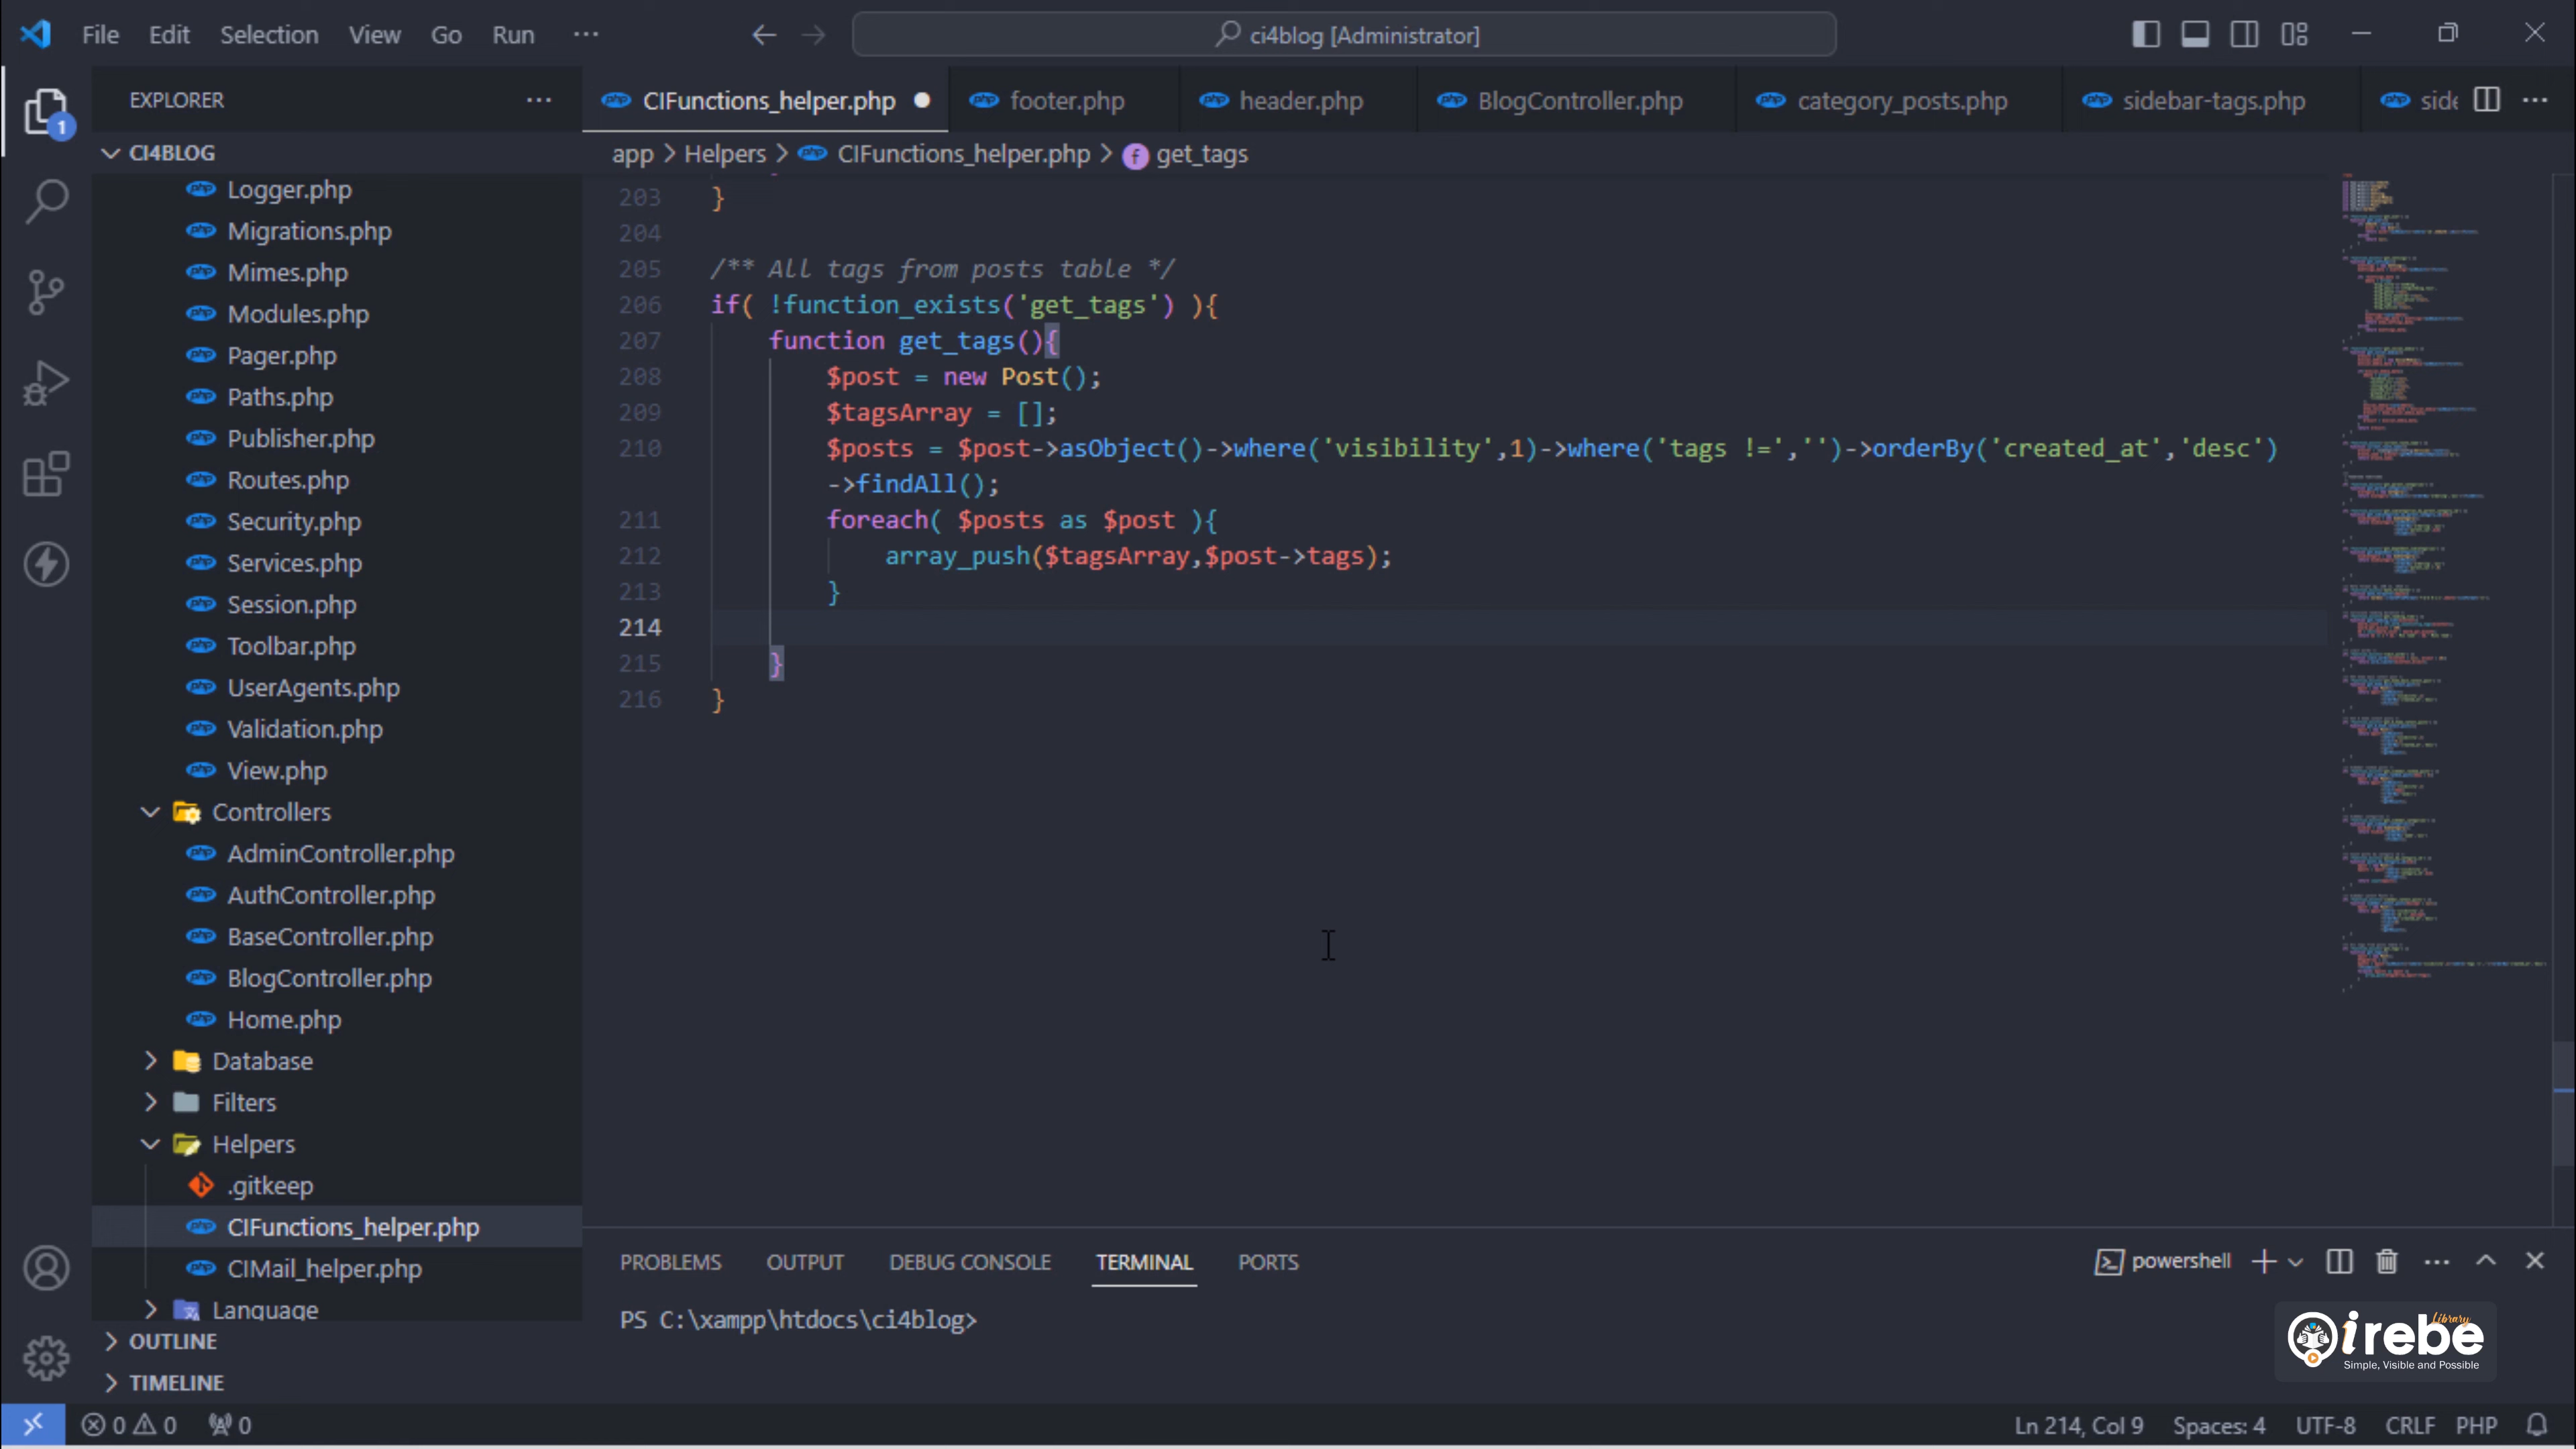 File Edit Selection View Go Run ···
ci4blog [Administrator]
EXPLORER ···
CIFunctions_helper.php footer.php header.php BlogController.php category_posts.php sidebar-tags.php side ···
1
CI4BLOG
app > Helpers > CIFunctions_helper.php > get_tags
Logger.php
Migrations.php
Mimes.php
Modules.php
Pager.php
Paths.php
Publisher.php
Routes.php
Security.php
Services.php
Session.php
Toolbar.php
UserAgents.php
Validation.php
View.php
Controllers
AdminController.php
AuthController.php
BaseController.php
BlogController.php
Home.php
Database
Filters
Helpers
.gitkeep
CIFunctions_helper.php
CIMail_helper.php
Language
OUTLINE
TIMELINE
203 }
204
205 /** All tags from posts table */
206 if( !function_exists('get_tags') ){
207 function get_tags(){
208 $post = new Post();
209 $tagsArray = [];
210 $posts = $post->asObject()->where('visibility',1)->where('tags !=','')->orderBy('created_at','desc')
->findAll();
211 foreach( $posts as $post ){
212 array_push($tagsArray,$post->tags);
213 }
214
215 }
216 }
PROBLEMS OUTPUT DEBUG CONSOLE TERMINAL PORTS powershell ···
PS C:\xampp\htdocs\ci4blog>
irebe Library
Simple, Visible and Possible
0 0 0 Ln 214, Col 9 Spaces: 4 UTF-8 CRLF PHP